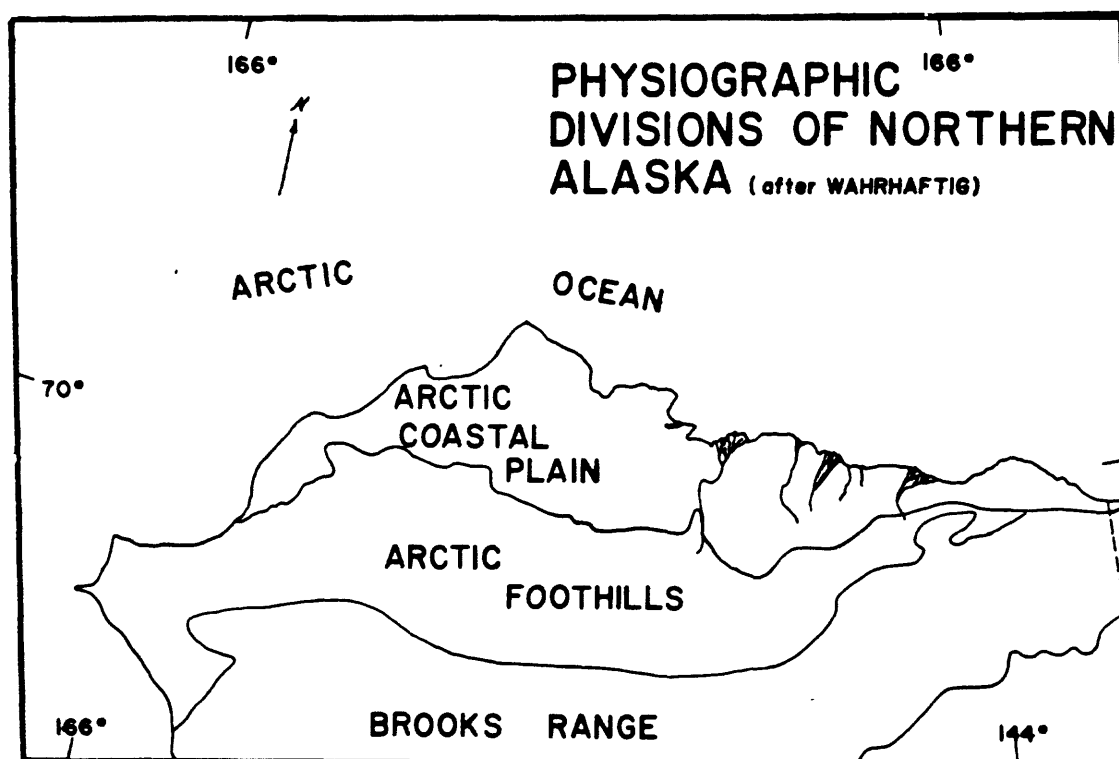 166°
166°
PHYSIOGRAPHIC
DIVISIONS OF NORTHERN
ALASKA (after WAHRHAFTIG)
N
ARCTIC OCEAN
70°
ARCTIC
COASTAL
PLAIN
ARCTIC
FOOTHILLS
166°
BROOKS RANGE
144°